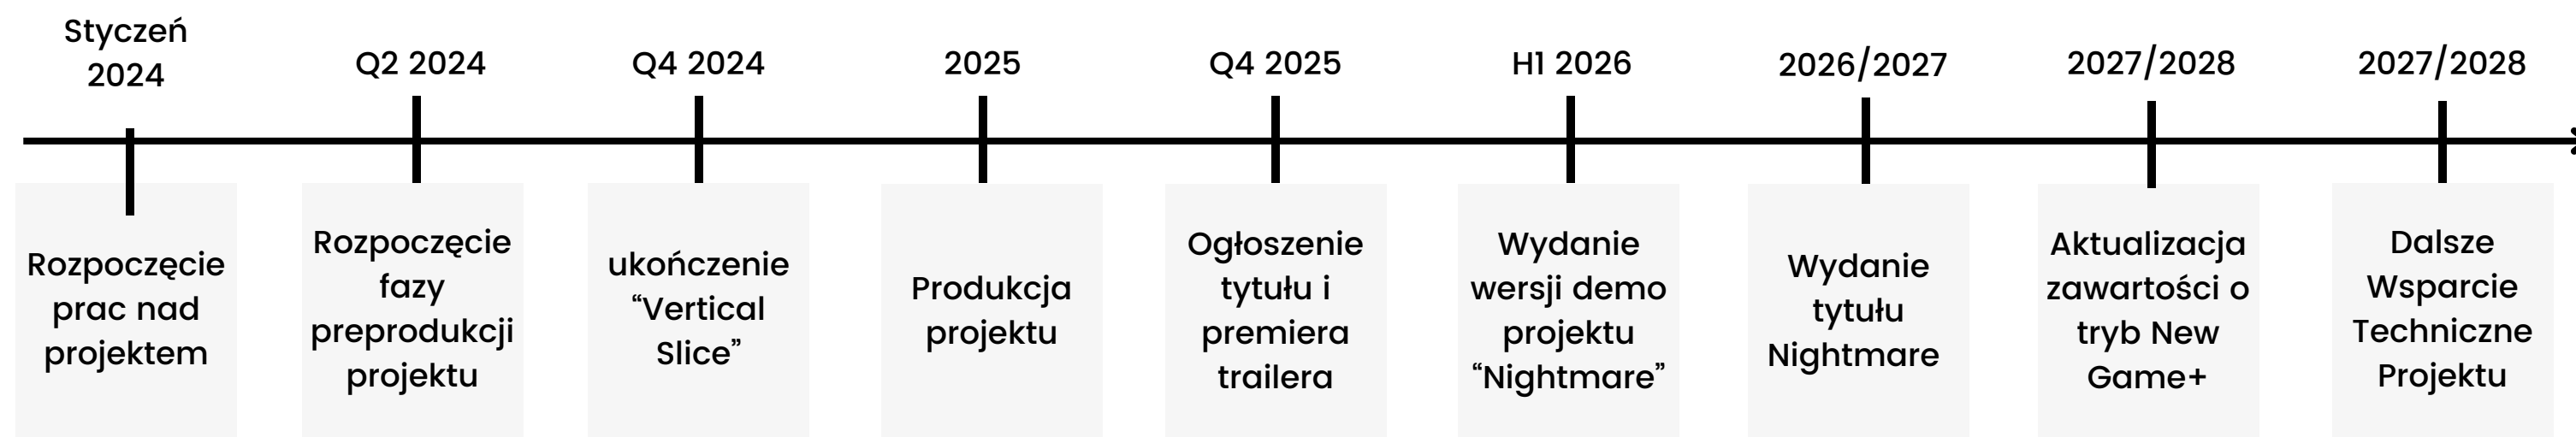 Styczeń
2024
Rozpoczęcie
prac nad
projektem
Q2 2024
Rozpoczęcie
fazy
preprodukcji
projektu
Q4 2024
ukończenie
“Vertical
Slice”
2025
Produkcja
projektu
Q4 2025
Ogłoszenie
tytułu i
premiera
trailera
H1 2026
Wydanie
wersji demo
projektu
“Nightmare”
2026/2027
Wydanie
tytułu
Nightmare
2027/2028
Aktualizacja
zawartości o
tryb New
Game+
2027/2028
Dalsze
Wsparcie
Techniczne
Projektu